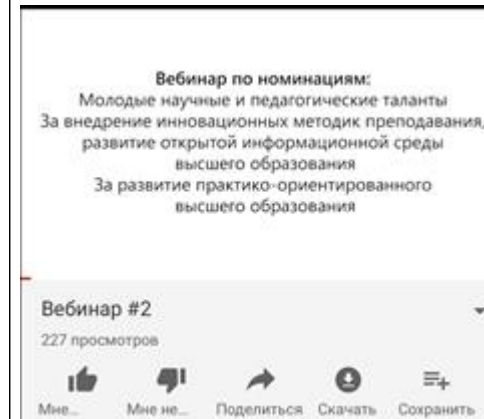 Вебинар по номинациям:
Молодые научные и педагогические таланты
За внедрение инновационных методик преподавания,
развитие открытой информационной среды
высшего образования
За развитие практико-ориентированного
высшего образования
Вебинар #2
227 просмотров
Мне... Мне не... Поделиться Скачать Сохранить